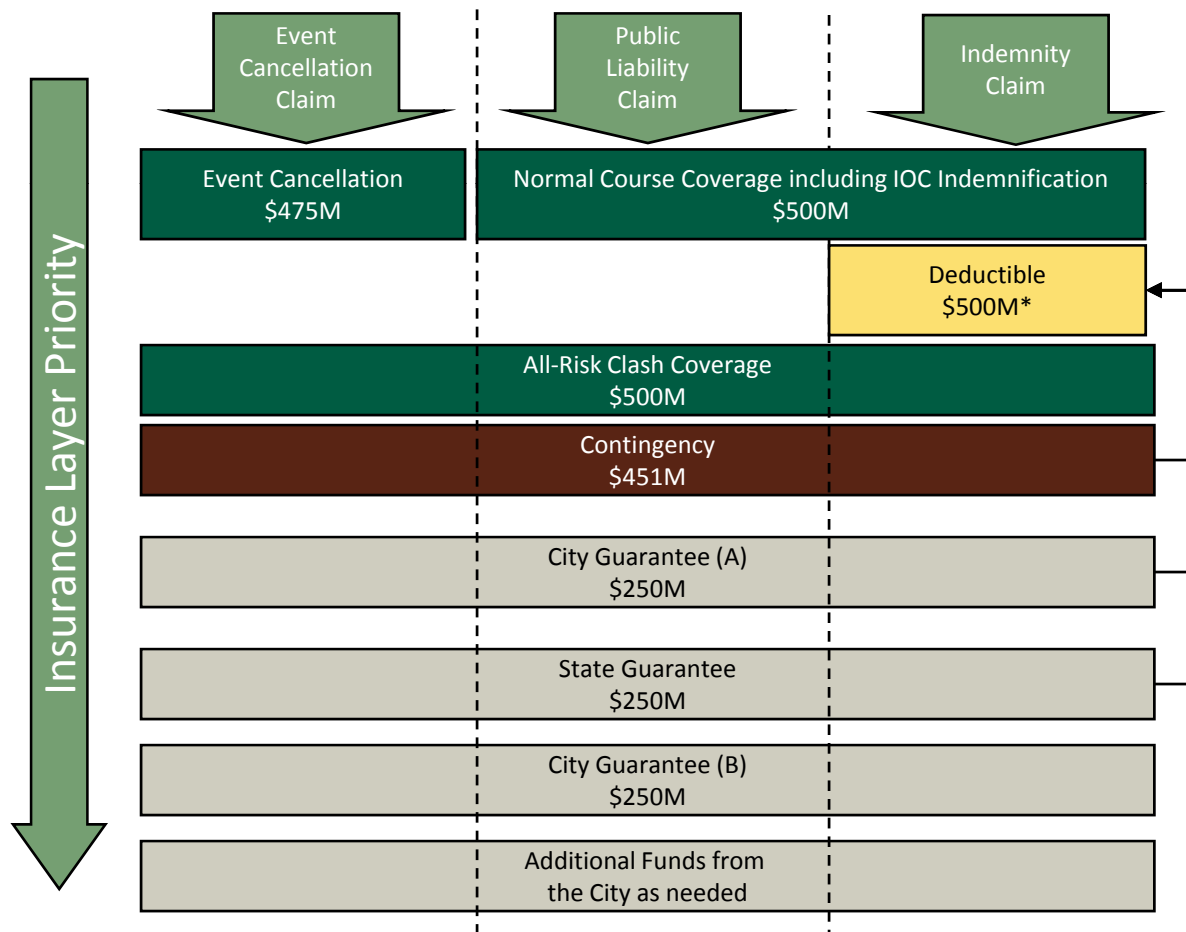 Event
Cancellation
Claim
Public
Liability
Claim
Indemnity
Claim
Insurance Layer Priority
Event Cancellation
$475M
Normal Course Coverage including IOC Indemnification
$500M
Deductible
$500M*
All-Risk Clash Coverage
$500M
Contingency
$451M
City Guarantee (A)
$250M
State Guarantee
$250M
City Guarantee (B)
$250M
Additional Funds from
the City as needed